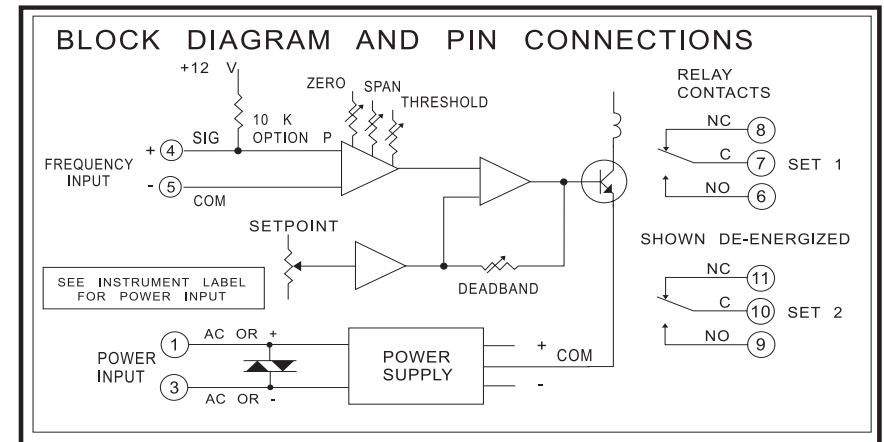 BLOCK DIAGRAM AND PIN CONNECTIONS
+12 V
ZERO
SPAN
THRESHOLD
10 K
OPTION P
+ 4 SIG
FREQUENCY
INPUT
- 5
COM
SETPOINT
DEADBAND
SEE INSTRUMENT LABEL
FOR POWER INPUT
POWER
INPUT
1 AC OR +
3
AC OR -
POWER
SUPPLY
+
COM
-
RELAY
CONTACTS
NC 8
C 7 SET 1
NO 6
SHOWN DE-ENERGIZED
NC 11
C 10 SET 2
NO 9